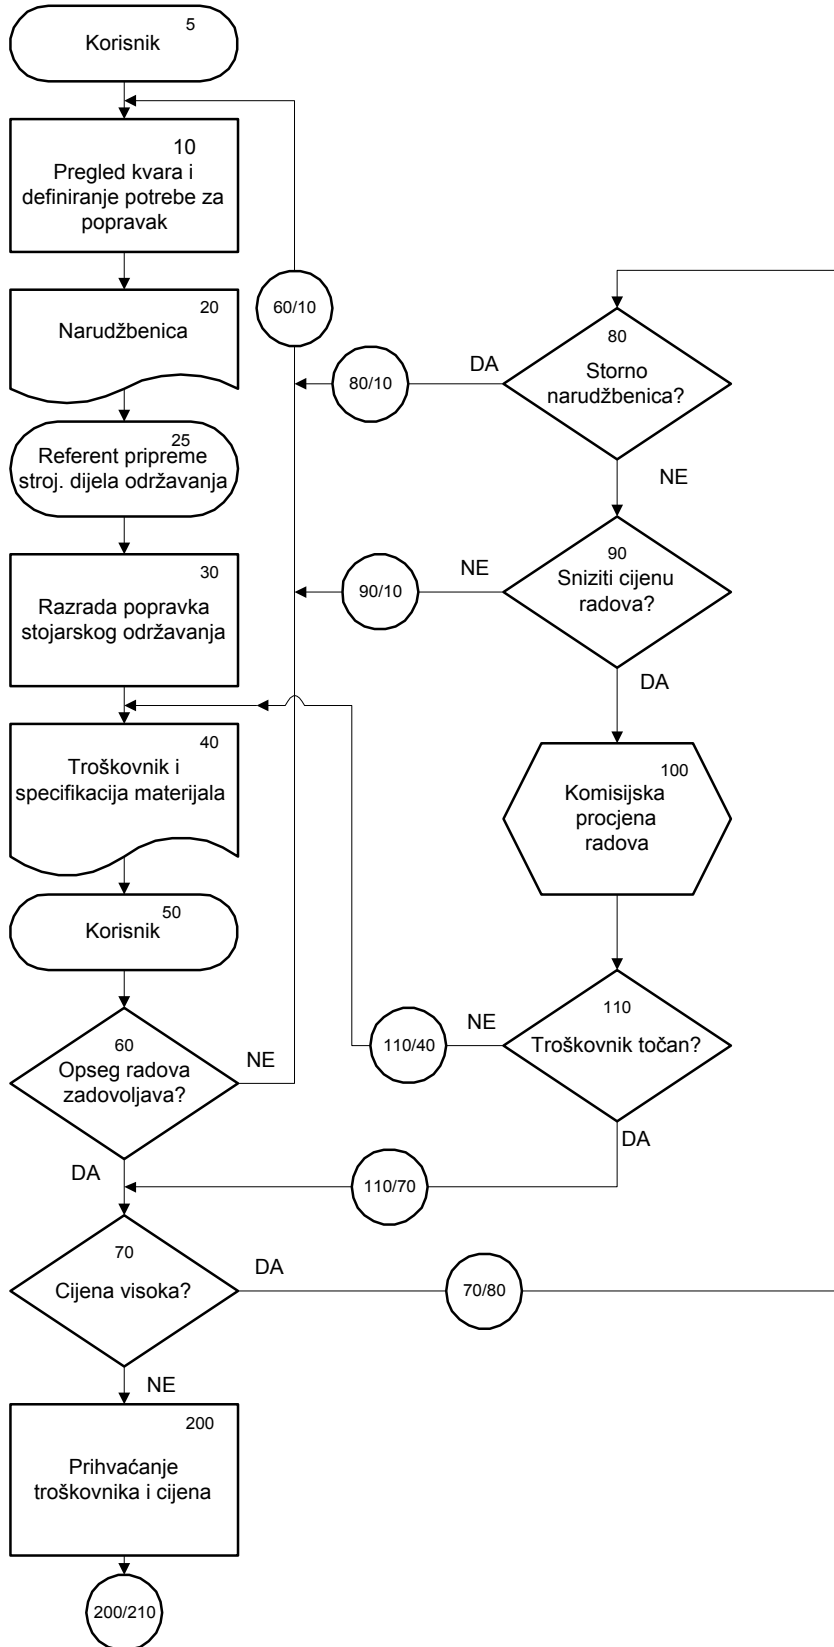 5
Korisnik
10
Pregled kvara i
definiranje potrebe za
popravak
20
Narudžbenica
25
Referent pripreme
stroj. dijela održavanja
30
Razrada popravka
stojarskog održavanja
40
Troškovnik i
specifikacija materijala
50
Korisnik
60
Opseg radova
zadovoljava?
NE
DA
70
Cijena visoka?
DA
NE
200
Prihvaćanje
troškovnika i cijena
200/210
60/10
80/10
DA
80
Storno
narudžbenica?
NE
90/10
NE
90
Sniziti cijenu
radova?
DA
100
Komisijska
procjena
radova
110/40
NE
110
Troškovnik točan?
DA
110/70
70/80